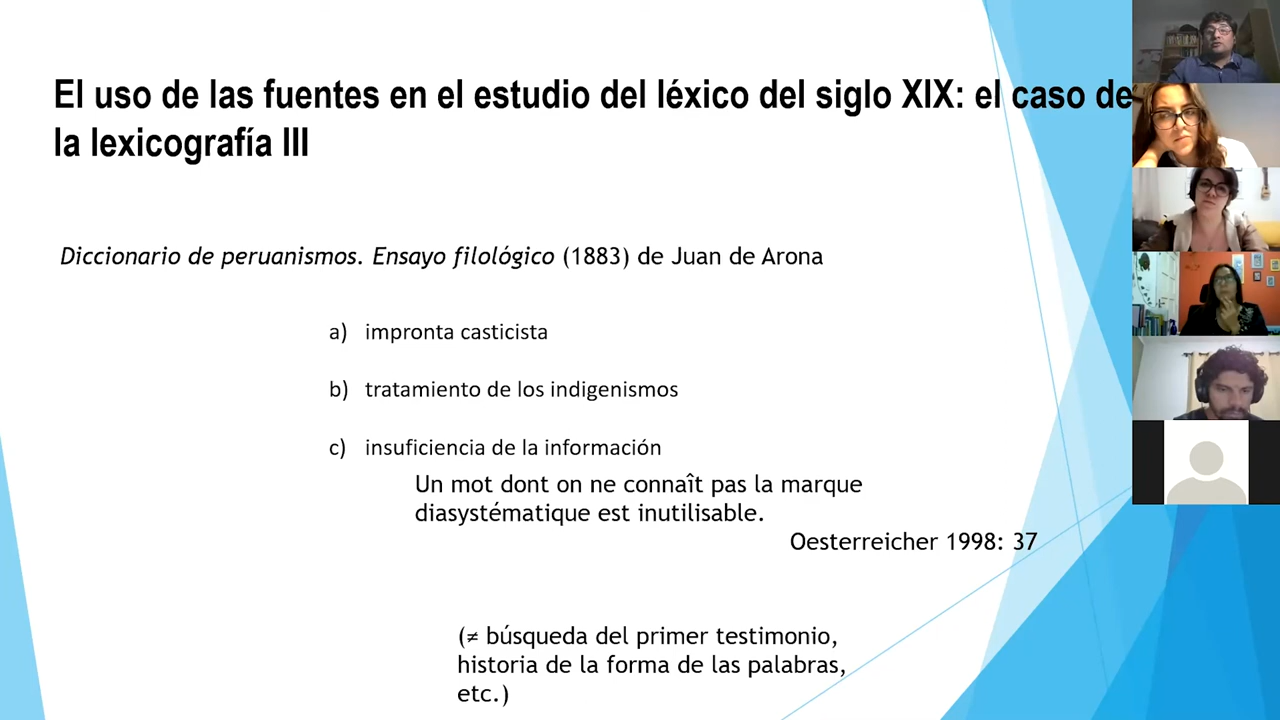 El uso de las fuentes en el estudio del léxico del siglo XIX: el caso de
la lexicografía III
Diccionario de peruanismos. Ensayo filológico (1883) de Juan de Arona
a) impronta casticista
b) tratamiento de los indigenismos
c) insuficiencia de la información
Un mot dont on ne connaît pas la marque
diasystématique est inutilisable.
Oesterreicher 1998: 37
(≠ búsqueda del primer testimonio,
historia de la forma de las palabras,
etc.)